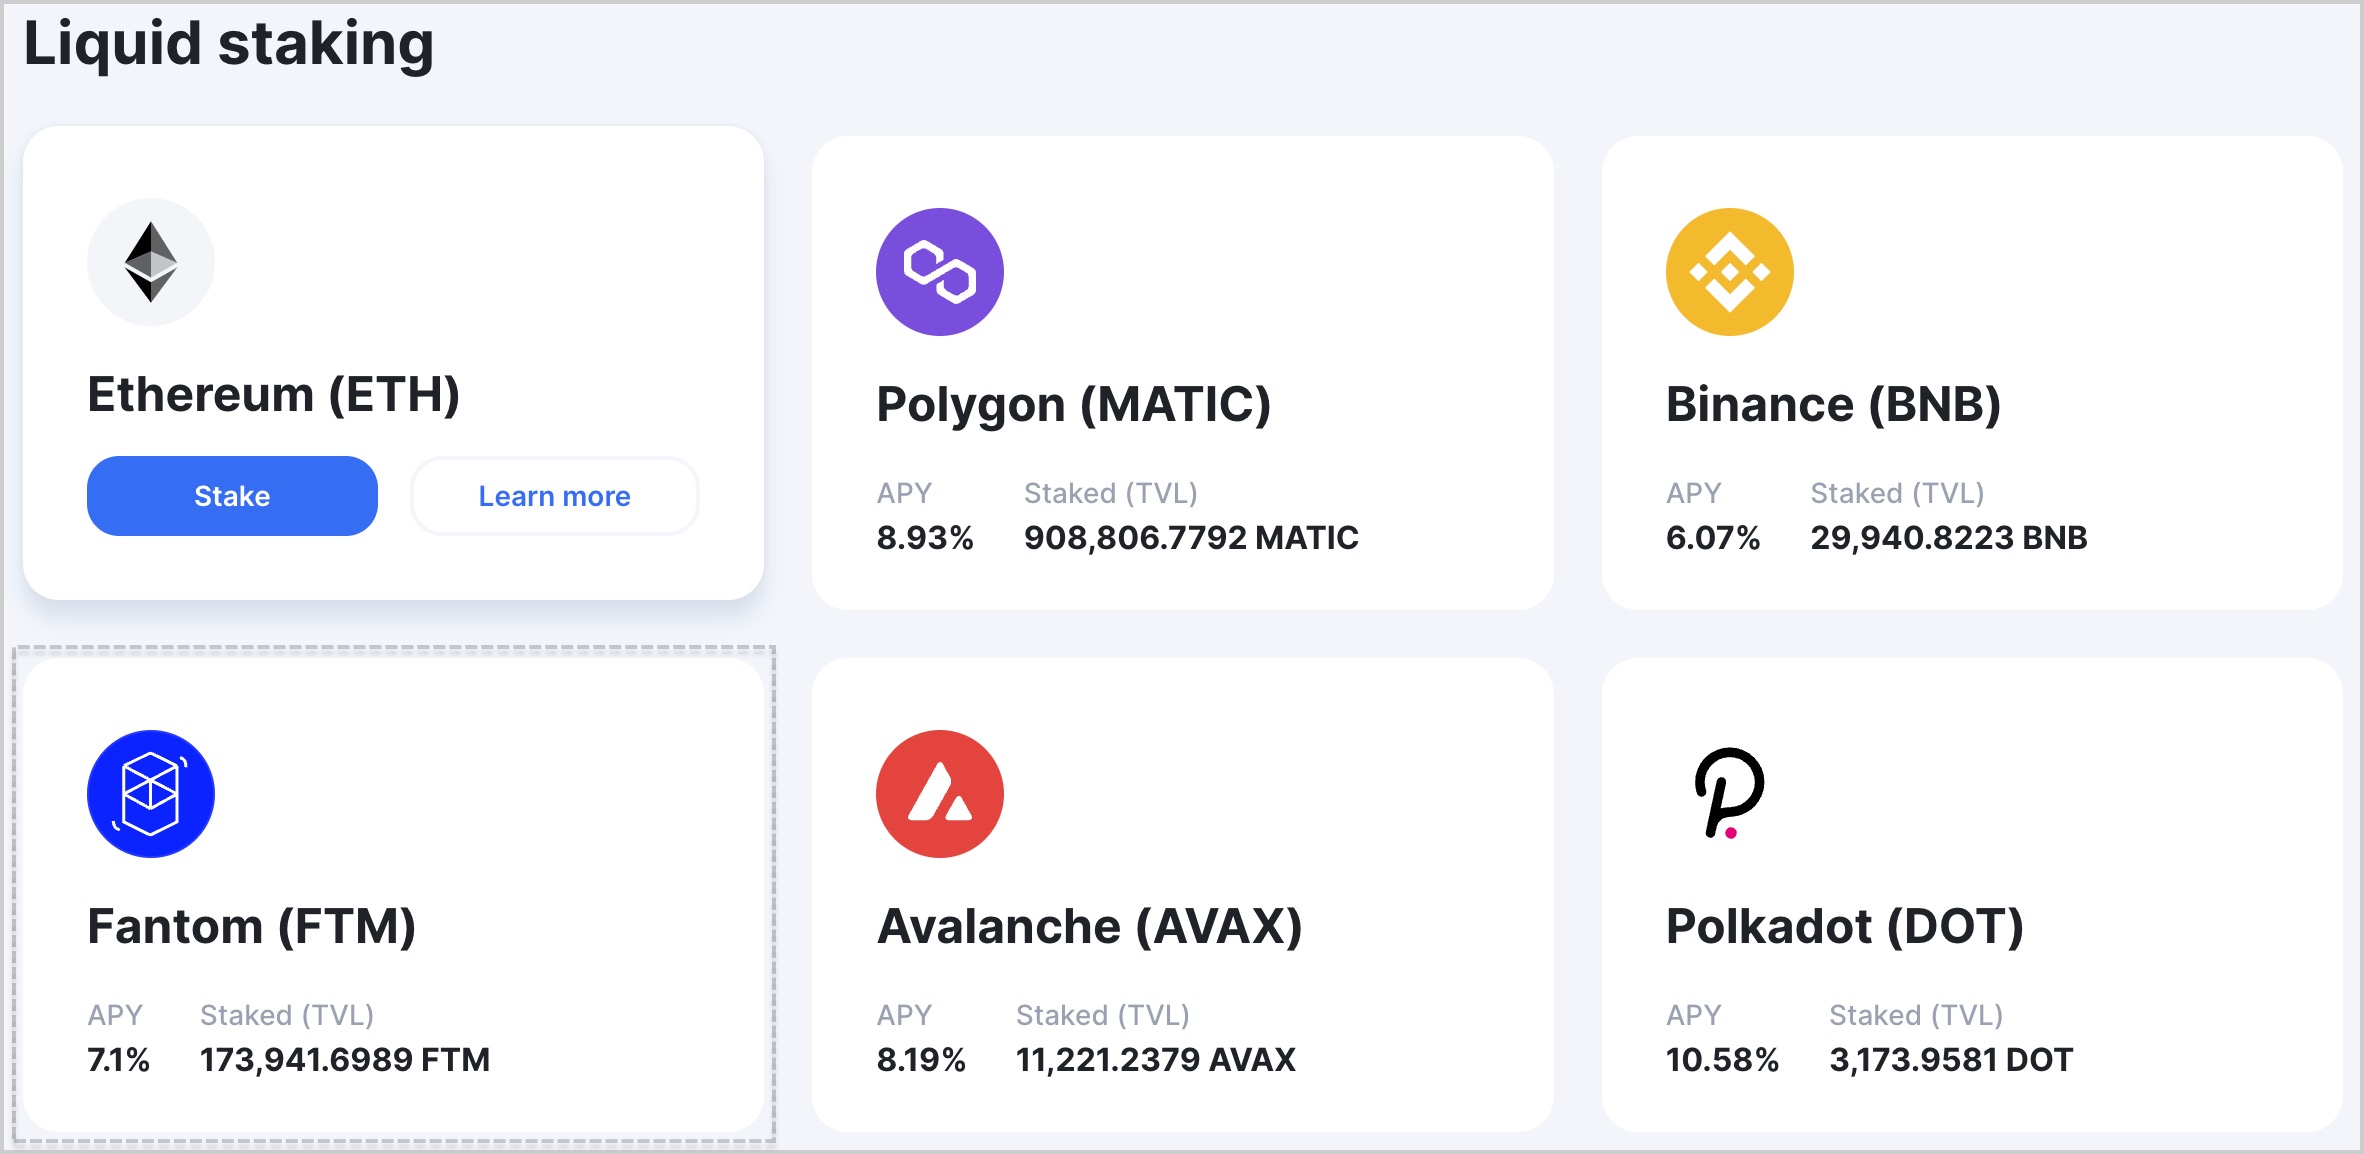 Liquid staking
Ethereum (ETH)
Stake
Learn more
Polygon (MATIC)
APY
Staked (TVL)
8.93%
908,806.7792 MATIC
Binance (BNB)
APY
Staked (TVL)
6.07%
29,940.8223 BNB
Fantom (FTM)
APY
Staked (TVL)
7.1%
173,941.6989 FTM
Avalanche (AVAX)
APY
Staked (TVL)
8.19%
11,221.2379 AVAX
Polkadot (DOT)
APY
Staked (TVL)
10.58%
3,173.9581 DOT